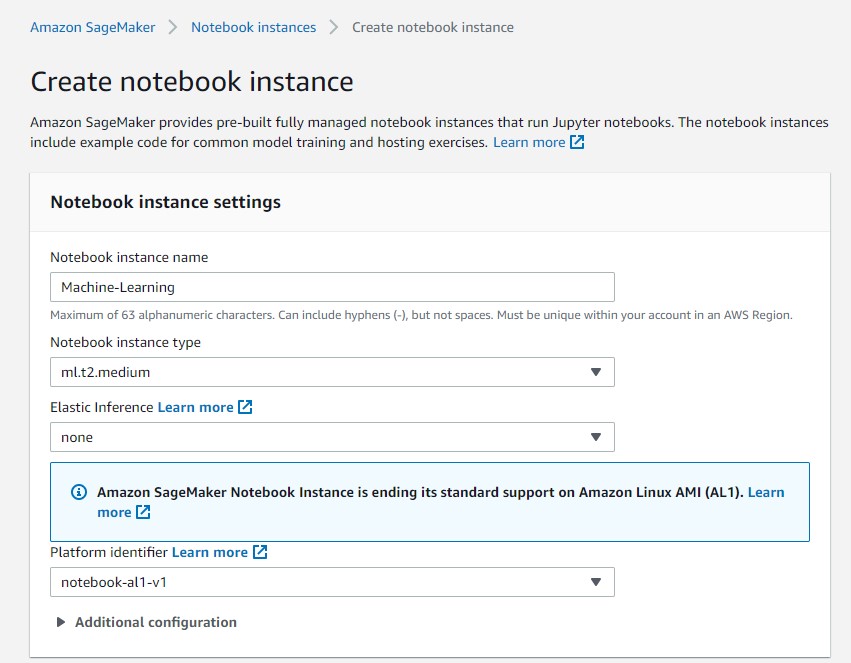 Amazon SageMaker > Notebook instances > Create notebook instance
Create notebook instance
Amazon SageMaker provides pre-built fully managed notebook instances that run Jupyter notebooks. The notebook instances
include example code for common model training and hosting exercises. Learn more
Notebook instance settings
Notebook instance name
Machine-Learning
Maximum of 63 alphanumeric characters. Can include hyphens (-), but not spaces. Must be unique within your account in an AWS Region.
Notebook instance type
ml.t2.medium
Elastic Inference Learn more
none
Amazon SageMaker Notebook Instance is ending its standard support on Amazon Linux AMI (AL1). Learn
more
Platform identifier Learn more
notebook-al1-v1
Additional configuration